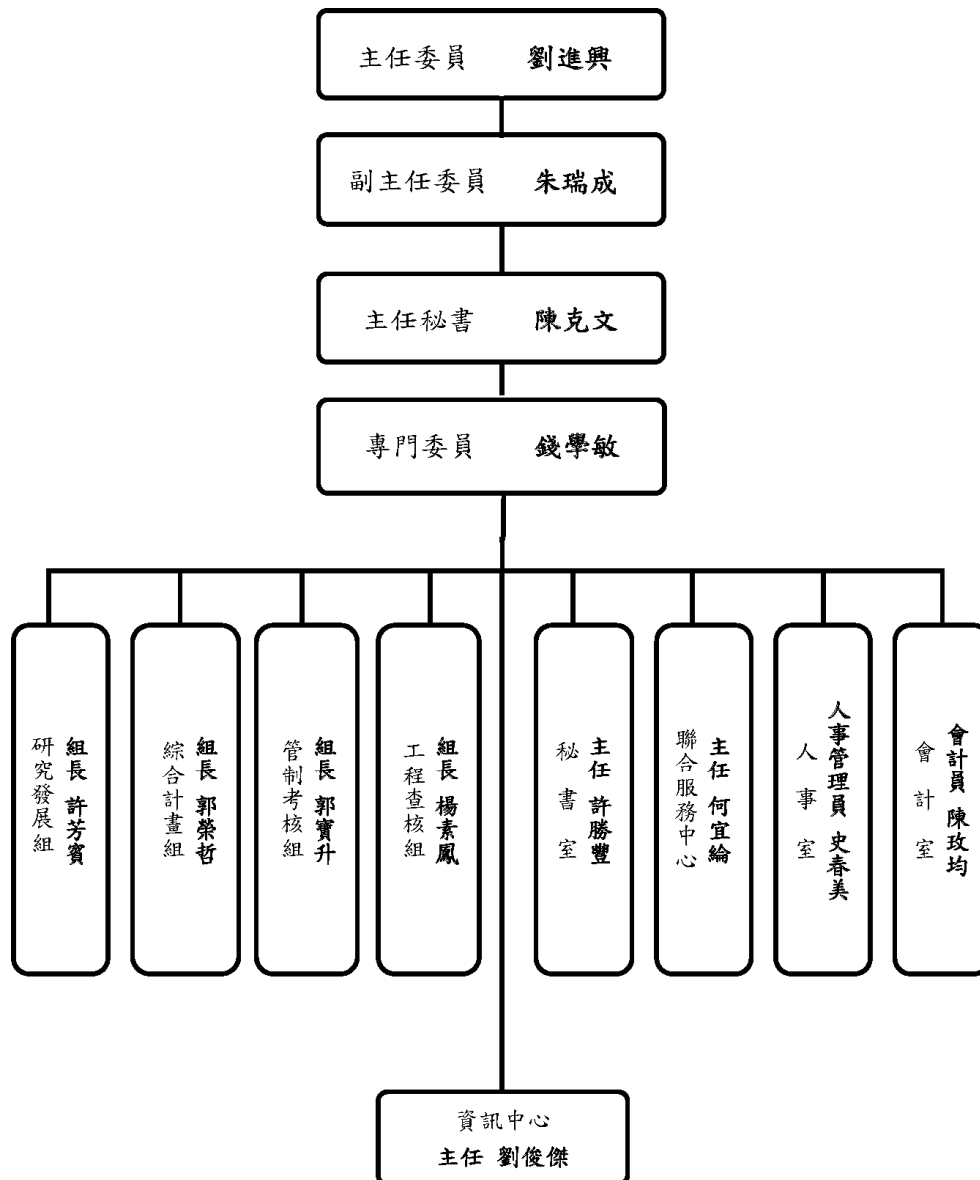 主任委員 劉進興
副主任委員 朱瑞成
主任秘書 陳克文
專門委員 錢學敏
研究發展組
組長 許芳賓
綜合計畫組
組長 郭榮哲
管制考核組
組長 郭寶升
工程查核組
組長 楊素鳳
秘書室
主任 許勝豐
聯合服務中心
主任 何宜綸
人事室
人事管理員 史春美
會計室
會計員 陳玫均
資訊中心
主任 劉俊傑